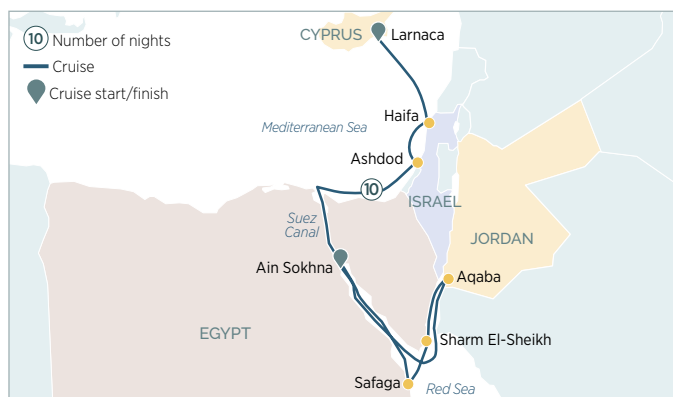 10 Number of nights
Cruise
Cruise start/finish
CYPRUS
Larnaca
Haifa
Mediterranean Sea
Ashdod
10
ISRAEL
Suez
Canal
JORDAN
Ain Sokhna
Aqaba
EGYPT
Sharm El-Sheikh
Safaga
Red Sea